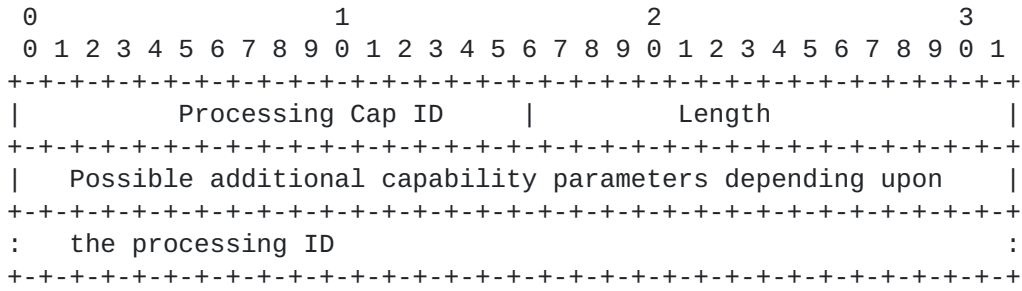 0                   1                   2                   3
 0 1 2 3 4 5 6 7 8 9 0 1 2 3 4 5 6 7 8 9 0 1 2 3 4 5 6 7 8 9 0 1
+-+-+-+-+-+-+-+-+-+-+-+-+-+-+-+-+-+-+-+-+-+-+-+-+-+-+-+-+-+-+-+-+
|          Processing Cap ID     |         Length               |
+-+-+-+-+-+-+-+-+-+-+-+-+-+-+-+-+-+-+-+-+-+-+-+-+-+-+-+-+-+-+-+-+
|   Possible additional capability parameters depending upon    |
+-+-+-+-+-+-+-+-+-+-+-+-+-+-+-+-+-+-+-+-+-+-+-+-+-+-+-+-+-+-+-+-+
:   the processing ID                                           :
+-+-+-+-+-+-+-+-+-+-+-+-+-+-+-+-+-+-+-+-+-+-+-+-+-+-+-+-+-+-+-+-+